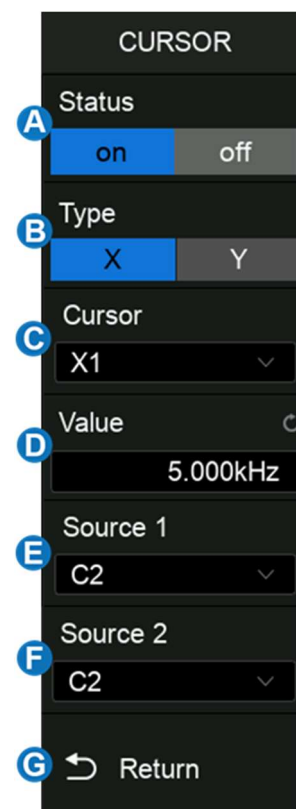 CURSOR
A
Status
on off
B
Type
X Y
C
Cursor
X1
D
Value
5.000kHz
E
Source 1
C2
F
Source 2
C2
G Return